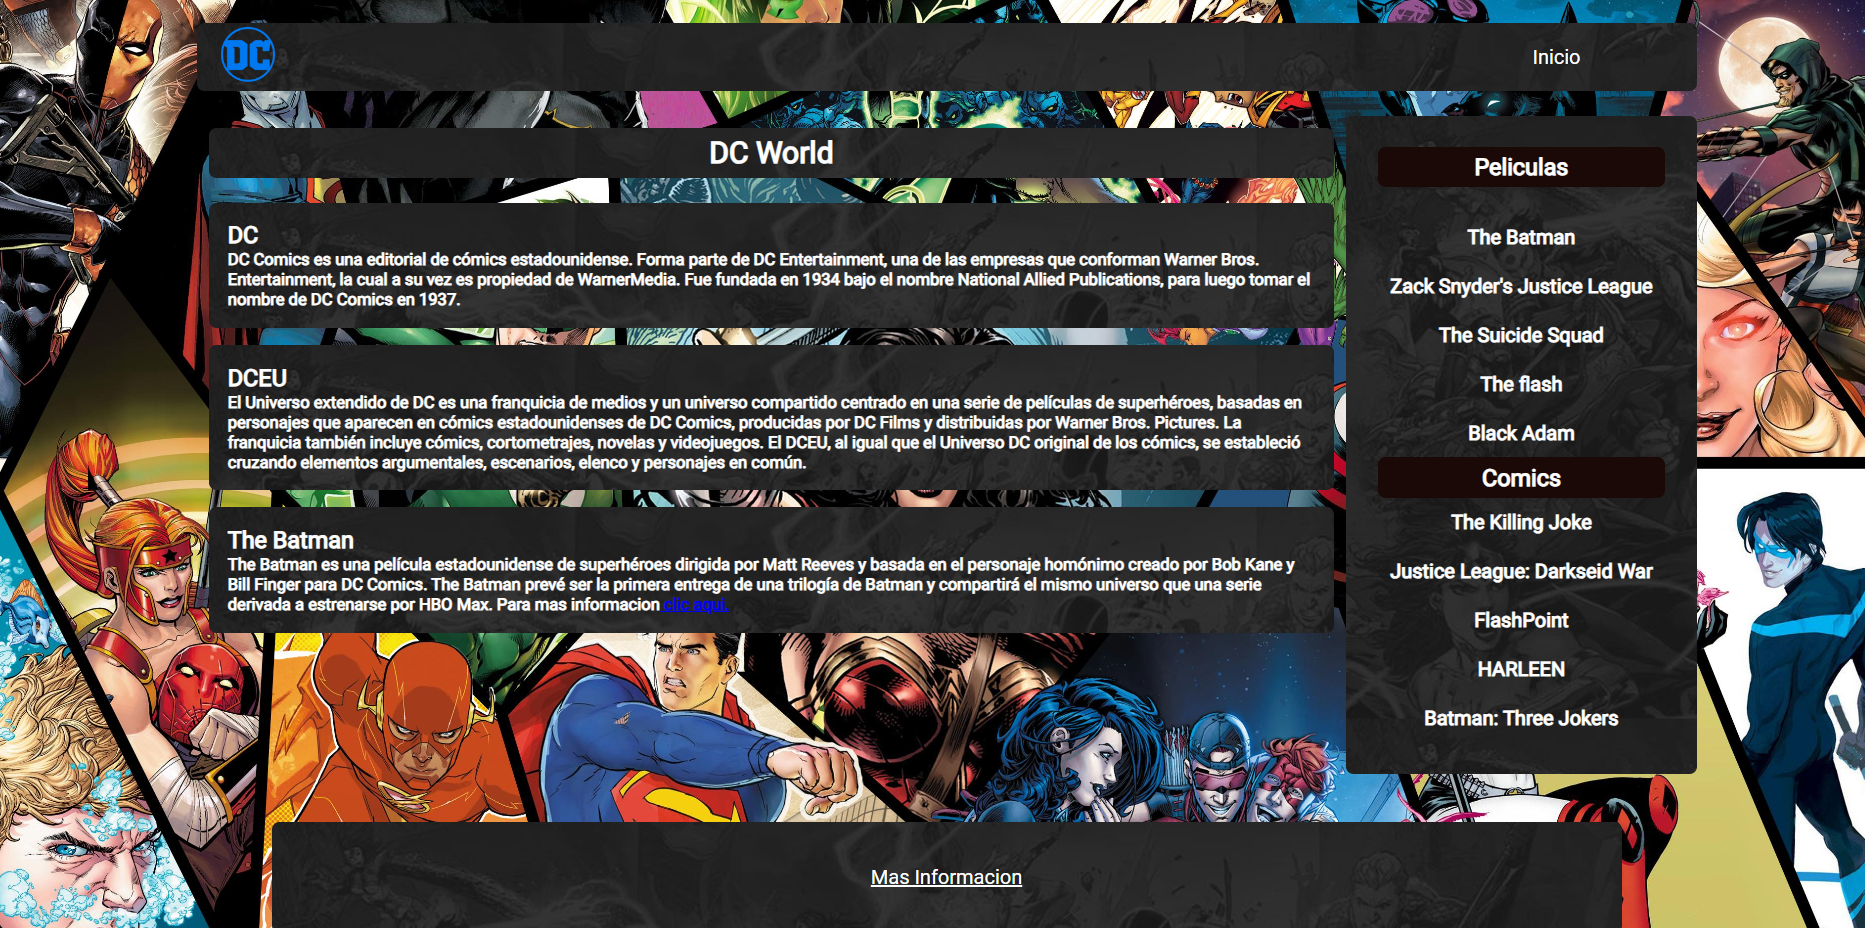 DC
Inicio
DC World
DC
DC Comics es una editorial de cómics estadounidense. Forma parte de DC Entertainment, una de las empresas que conforman Warner Bros.
Entertainment, la cual a su vez es propiedad de WarnerMedia. Fue fundada en 1934 bajo el nombre National Allied Publications, para luego tomar el
nombre de DC Comics en 1937.
DCEU
El Universo extendido de DC es una franquicia de medios y un universo compartido centrado en una serie de películas de superhéroes, basadas en
personajes que aparecen en cómics estadounidenses de DC Comics, producidas por DC Films y distribuidas por Warner Bros. Pictures. La
franquicia también incluye cómics, cortometrajes, novelas y videojuegos. El DCEU, al igual que el Universo DC original de los cómics, se estableció
cruzando elementos argumentales, escenarios, elenco y personajes en común.
The Batman
The Batman es una película estadounidense de superhéroes dirigida por Matt Reeves y basada en el personaje homónimo creado por Bob Kane y
Bill Finger para DC Comics. The Batman prevé ser la primera entrega de una trilogía de Batman y compartirá el mismo universo que una serie
derivada a estrenarse por HBO Max. Para mas informacion clic aquí.
Peliculas
The Batman
Zack Snyder's Justice League
The Suicide Squad
The flash
Black Adam
Comics
The Killing Joke
Justice League: Darkseid War
FlashPoint
HARLEEN
Batman: Three Jokers
Mas Informacion